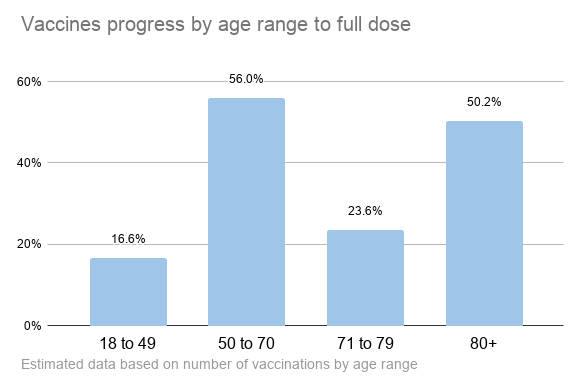 Vaccines progress by age range to full dose
60%
40%
20%
0%
16.6%
56.0%
23.6%
50.2%
18 to 49
50 to 70
71 to 79
80+
Estimated data based on number of vaccinations by age range